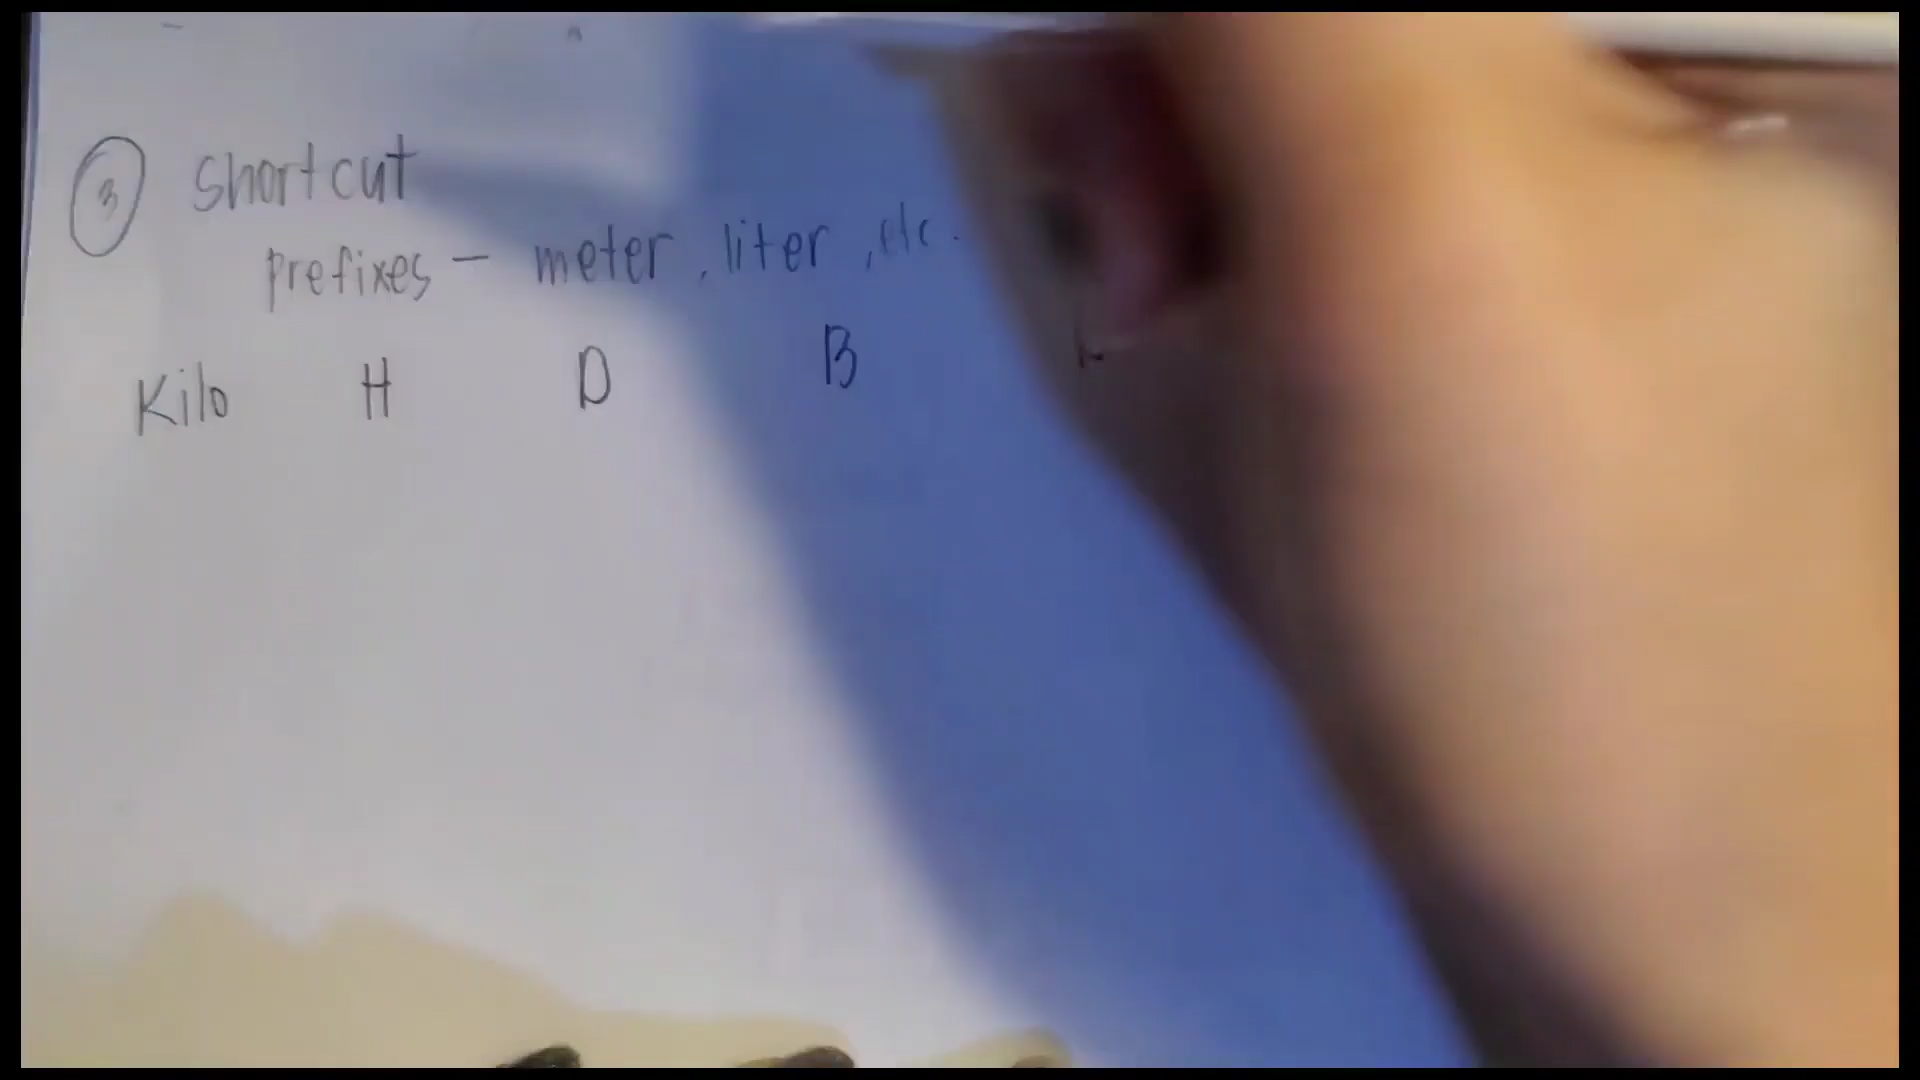 3 Shortcut
prefixes - meter, liter, etc.
Kilo H D B